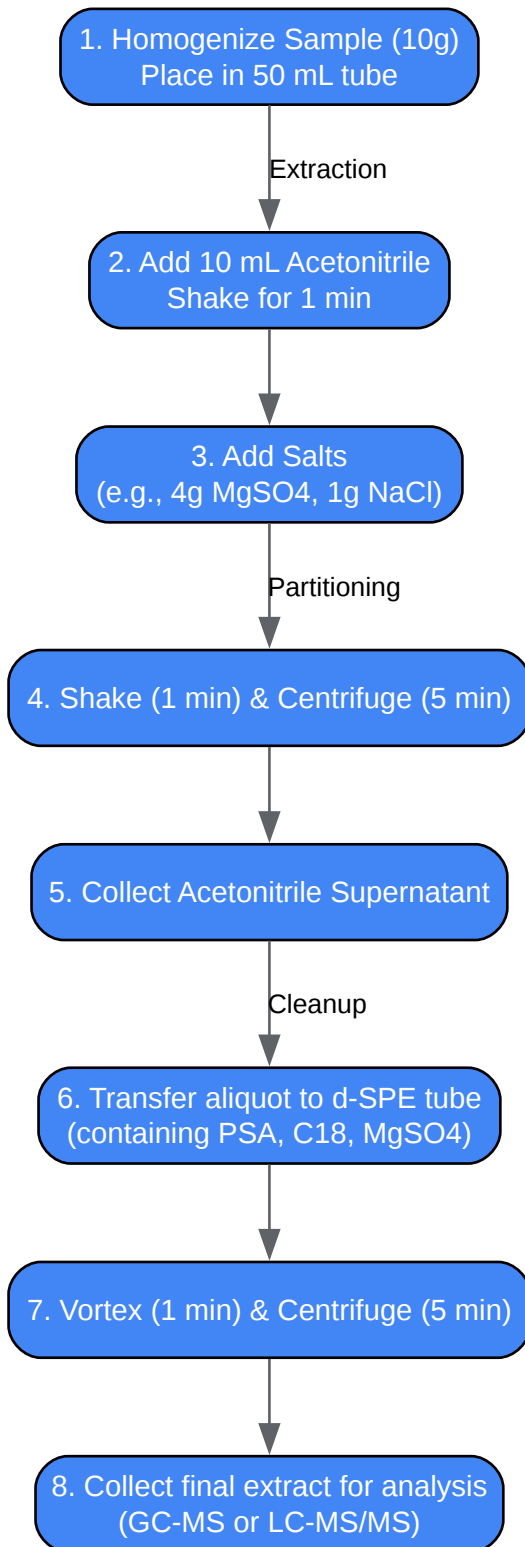 1. Homogenize Sample (10g)
Place in 50 mL tube
Extraction
2. Add 10 mL Acetonitrile
Shake for 1 min
3. Add Salts
(e.g., 4g MgSO4, 1g NaCl)
Partitioning
4. Shake (1 min) & Centrifuge (5 min)
5. Collect Acetonitrile Supernatant
Cleanup
6. Transfer aliquot to d-SPE tube
(containing PSA, C18, MgSO4)
7. Vortex (1 min) & Centrifuge (5 min)
8. Collect final extract for analysis
(GC-MS or LC-MS/MS)